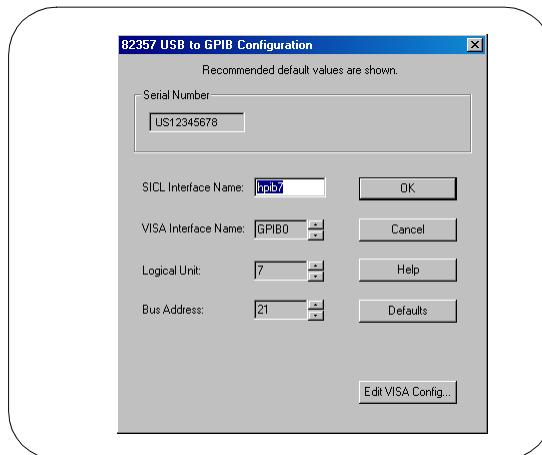 82357 USB to GPIB Configuration
Recommended default values are shown.
Serial Number
US12345678
SICL Interface Name: hpib7 OK
VISA Interface Name: GPIB0 Cancel
Logical Unit: 7 Help
Bus Address: 21 Defaults
Edit VISA Config...